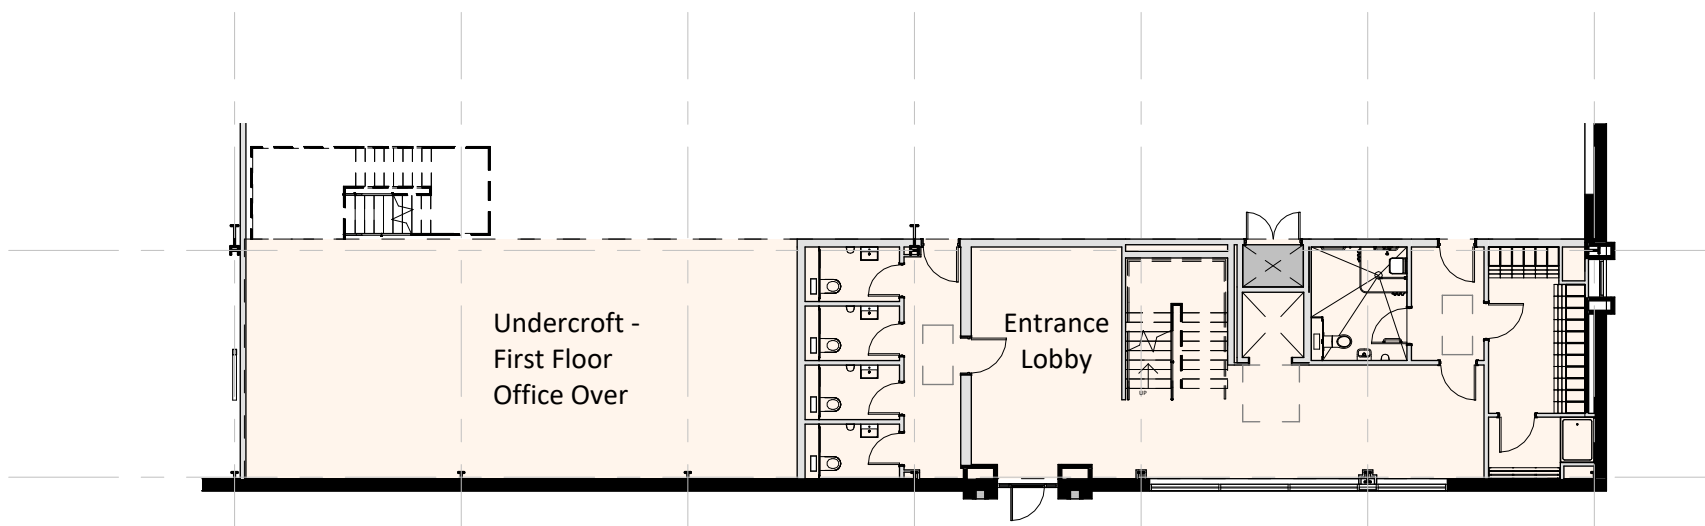 Undercroft -
First Floor
Office Over
Entrance
Lobby
UP